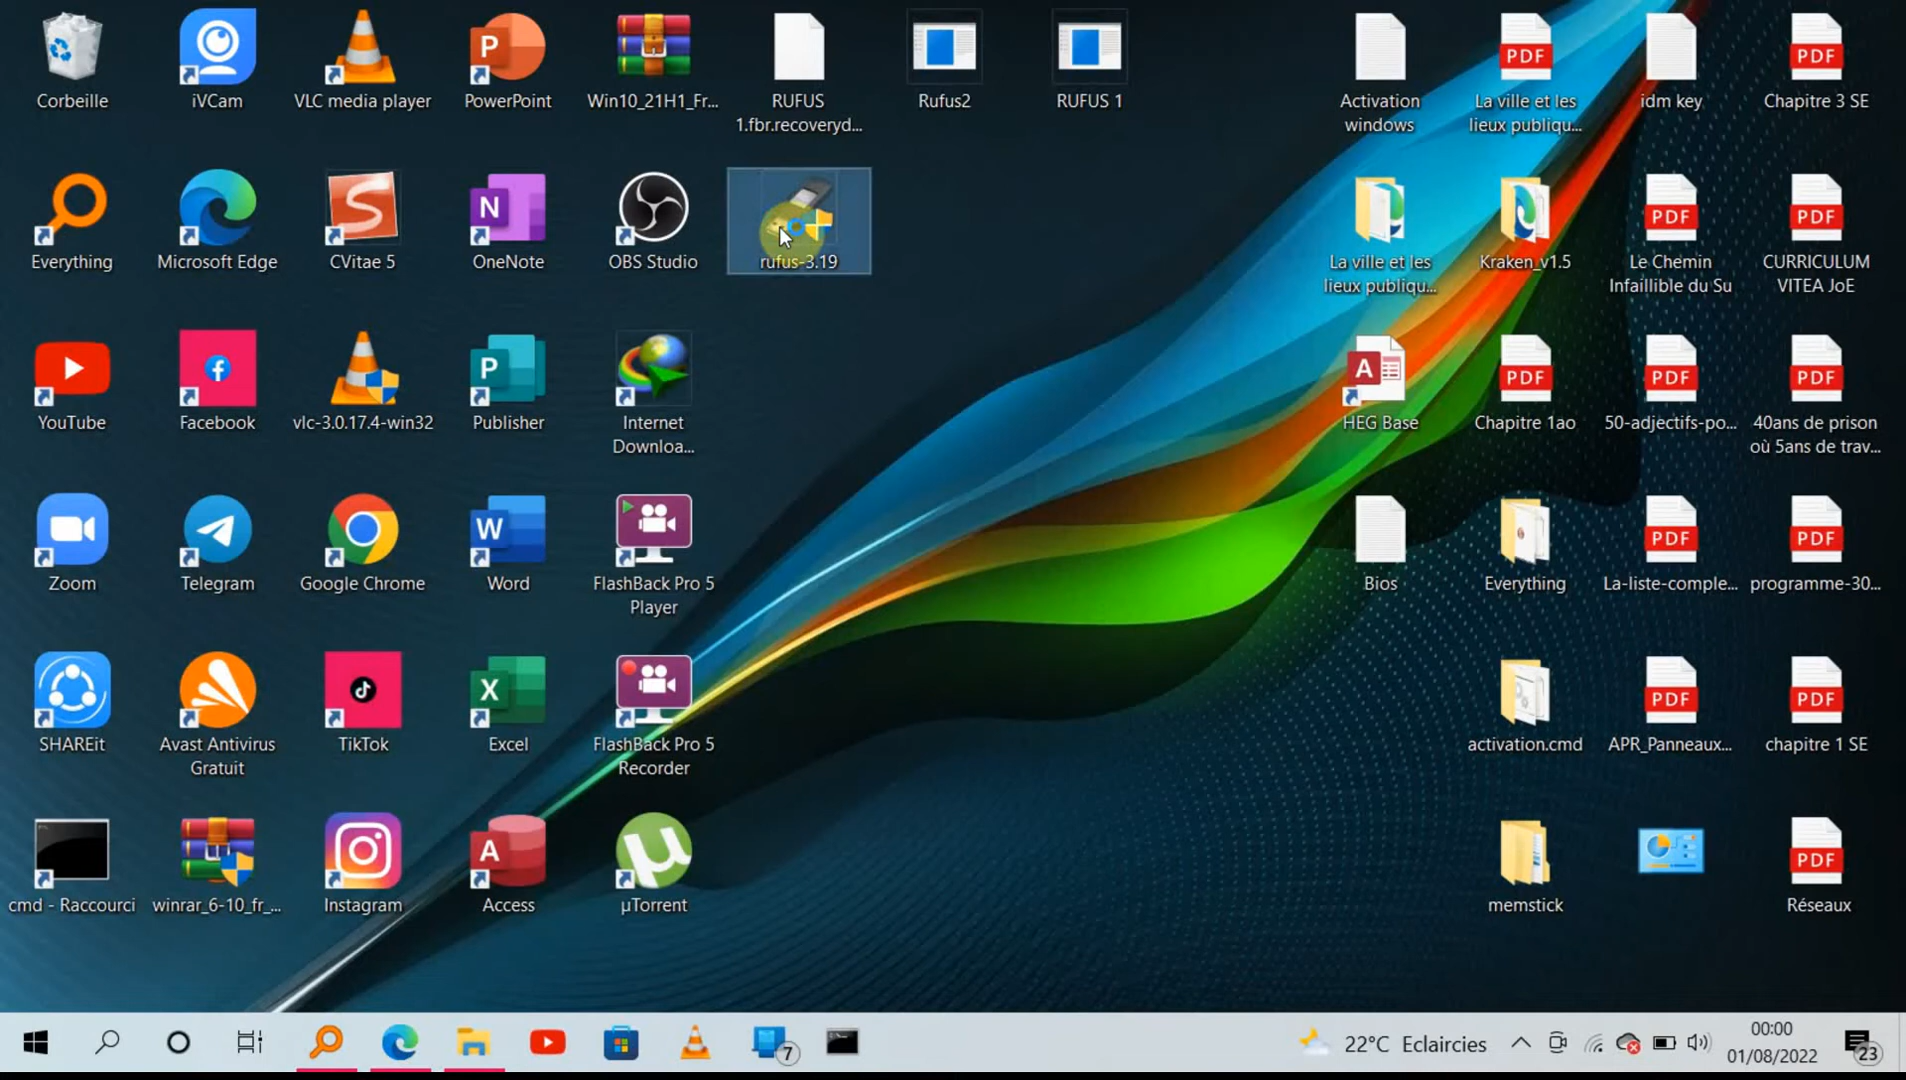 Corbeille
iVCam
VLC media player
PowerPoint
Win10_21H1_Fr...
RUFUS
1.fbr.recoveryd...
Rufus2
RUFUS 1
Activation
windows
La ville et les
lieux publiqu...
idm key
Chapitre 3 SE
Everything
Microsoft Edge
CVitae 5
OneNote
OBS Studio
rufus-3.19
La ville et les
lieux publiqu...
Kraken_v1.5
Le Chemin
Infaillible du Su
CURRICULUM
VITEA JoE
YouTube
Facebook
vlc-3.0.17.4-win32
Publisher
Internet
Downloa...
HEG Base
Chapitre 1ao
50-adjectifs-po...
40ans de prison
où 5ans de trav...
Zoom
Telegram
Google Chrome
Word
FlashBack Pro 5
Player
Bios
Everything
La-liste-comple...
programme-30...
SHAREit
Avast Antivirus
Gratuit
TikTok
Excel
FlashBack Pro 5
Recorder
activation.cmd
APR_Panneaux...
chapitre 1 SE
cmd - Raccourci
winrar_6-10_fr_...
Instagram
Access
µTorrent
memstick
Réseaux
PDF
PDF
PDF
PDF
PDF
PDF
PDF
PDF
PDF
PDF
PDF
PDF
PDF
P
N
P
W
X
A
A
S
µ
7
22°C Eclaircies
00:00
01/08/2022
23